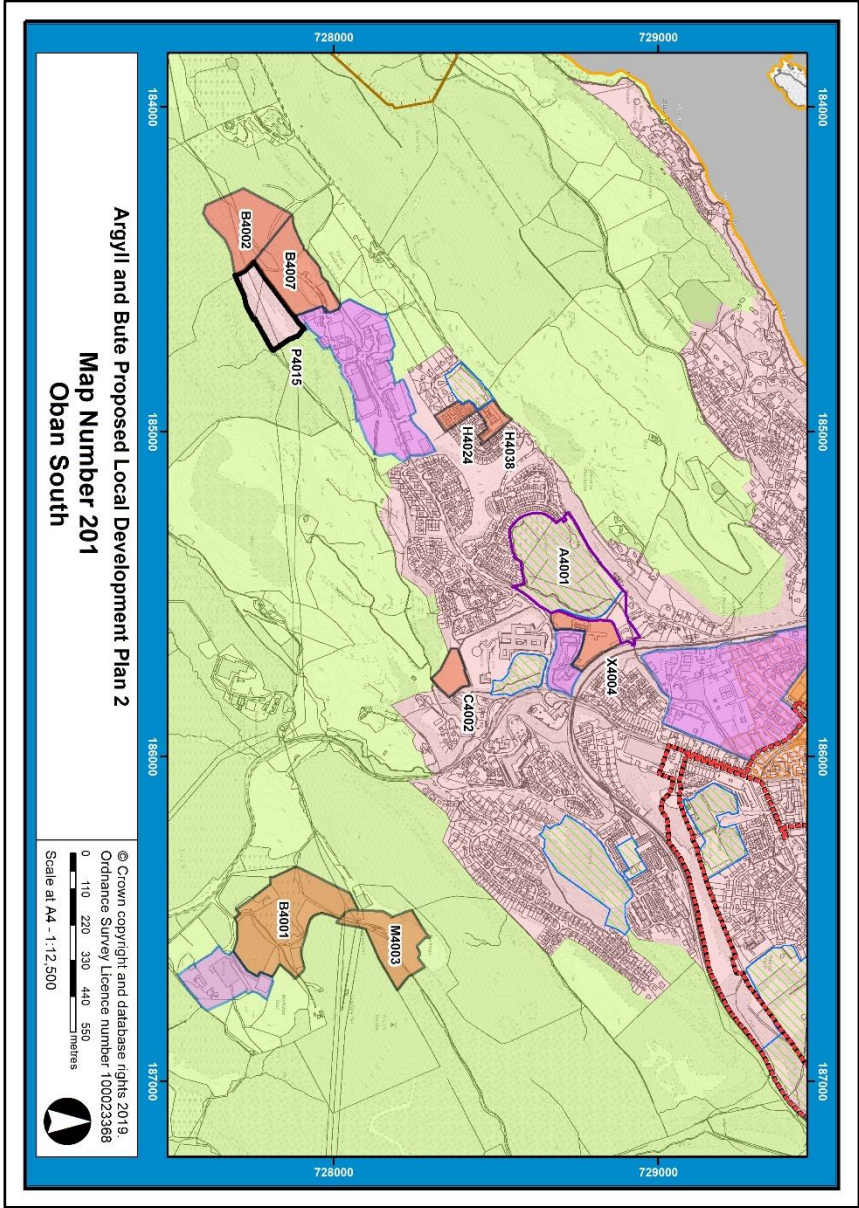 Argyll and Bute Proposed Local Development Plan 2
Map Number 201
Oban South
© Crown copyright and database rights 2019.
Ordnance Survey Licence number 100023368
0 110 220 330 440 550
metres
Scale at A4 - 1:12,500
184000
185000
186000
187000
729000
728000
184000
185000
186000
187000
729000
728000
A4001
X4004
H4038
H4024
C4002
M4003
B4001
B4007
B4002
P4015